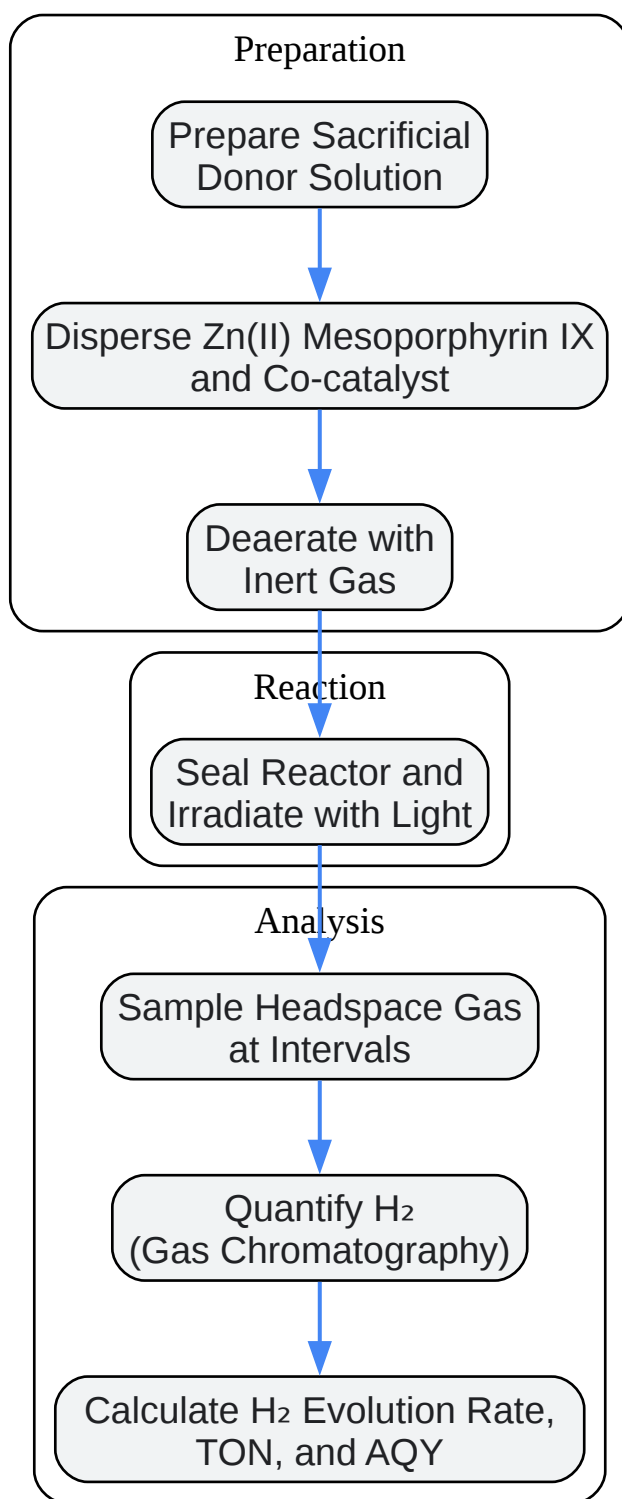 Preparation
Prepare Sacrificial
Donor Solution
Disperse Zn(II) Mesoporphyrin IX
and Co-catalyst
Deaerate with
Inert Gas
Reaction
Seal Reactor and
Irradiate with Light
Analysis
Sample Headspace Gas
at Intervals
Quantify H₂
(Gas Chromatography)
Calculate H₂ Evolution Rate,
TON, and AQY